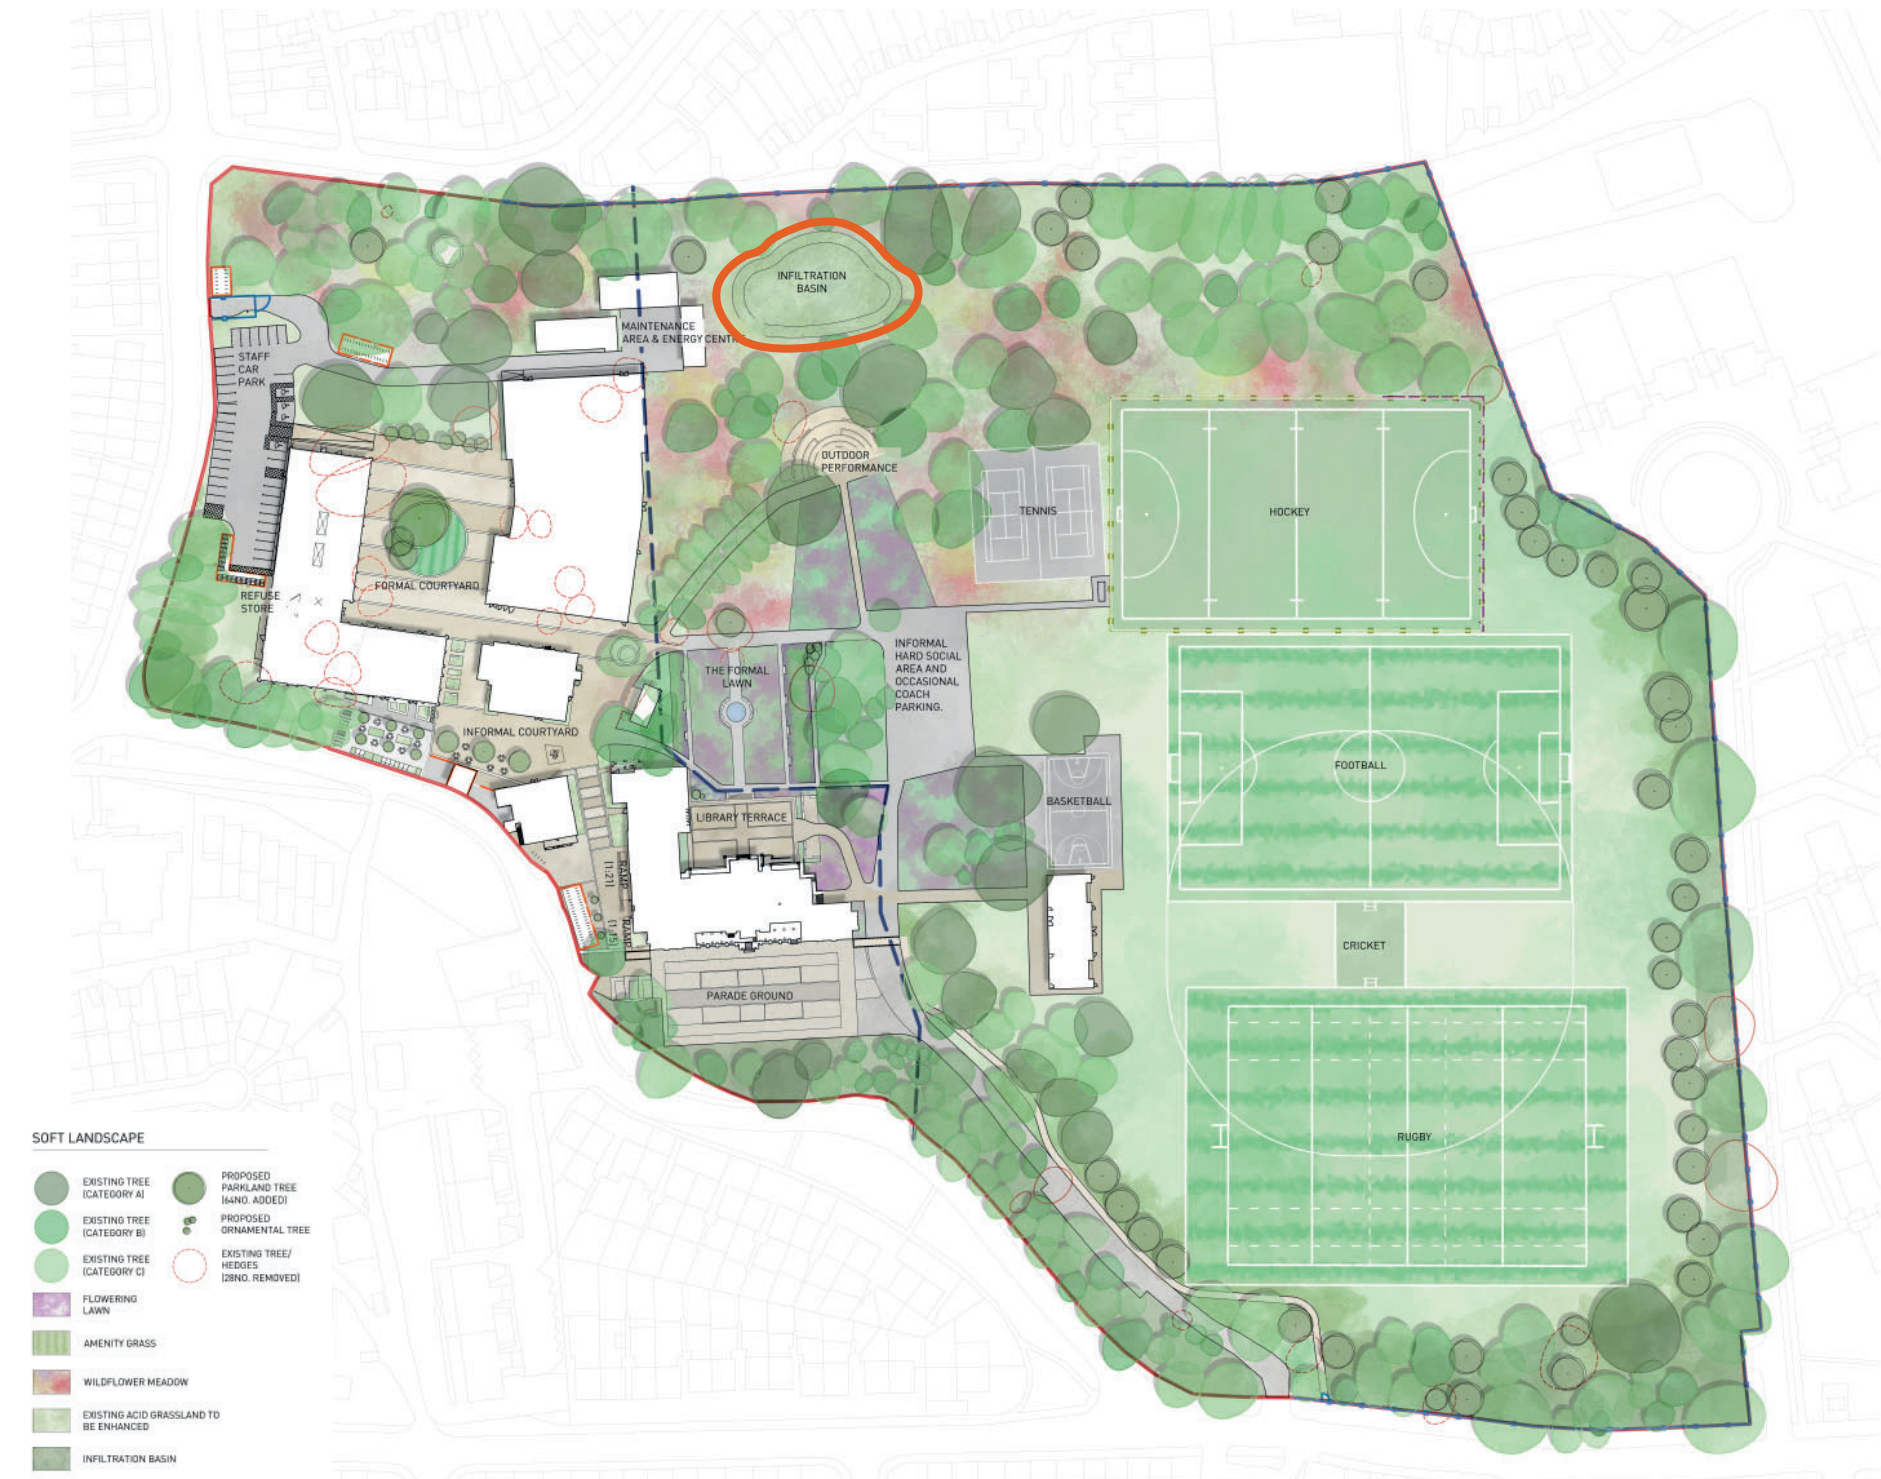 INFILTRATION
BASIN
MAINTENANCE
AREA & ENERGY CENTRE
STAFF
CAR
PARK
OUTDOOR
PERFORMANCE
TENNIS
HOCKEY
FORMAL COURTYARD
REFUSE
STORE
INFORMAL
HARD SOCIAL
AREA AND
OCCASIONAL
COACH
PARKING.
THE FORMAL
LAWN
INFORMAL COURTYARD
FOOTBALL
BASKETBALL
LIBRARY TERRACE
RAMP
(1:21)
RAMP
(1:15)
CRICKET
PARADE GROUND
RUGBY
SOFT LANDSCAPE
EXISTING TREE
(CATEGORY A)
PROPOSED
PARKLAND TREE
(64NO. ADDED)
EXISTING TREE
(CATEGORY B)
PROPOSED
ORNAMENTAL TREE
EXISTING TREE
(CATEGORY C)
EXISTING TREE/
HEDGES
(28NO. REMOVED)
FLOWERING
LAWN
AMENITY GRASS
WILDFLOWER MEADOW
EXISTING ACID GRASSLAND TO
BE ENHANCED
INFILTRATION BASIN